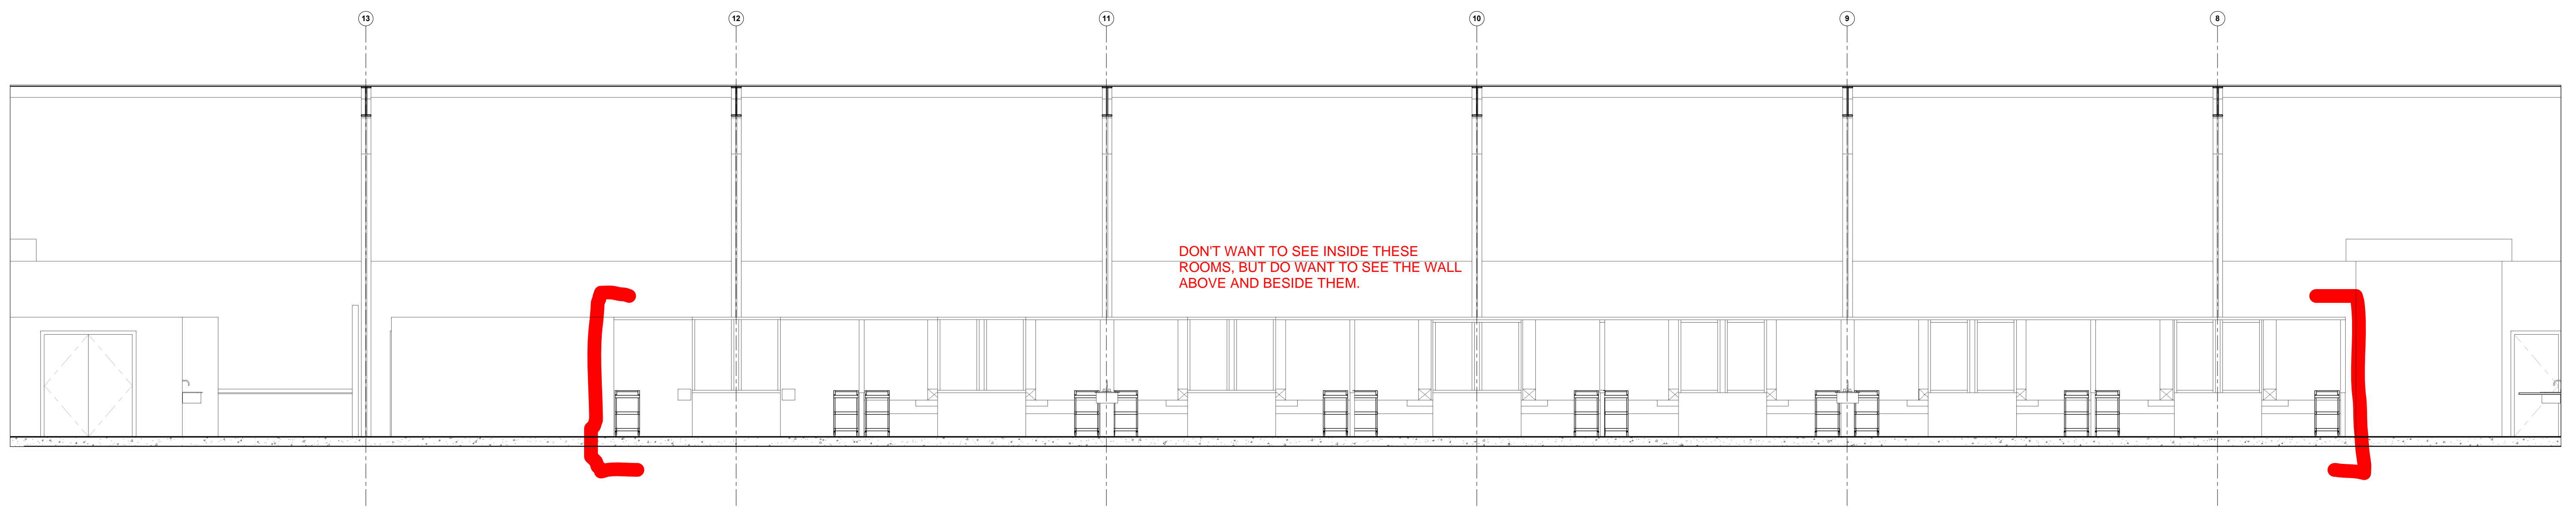 13 12 11 10 9 8
DON'T WANT TO SEE INSIDE THESE
ROOMS, BUT DO WANT TO SEE THE WALL
ABOVE AND BESIDE THEM.